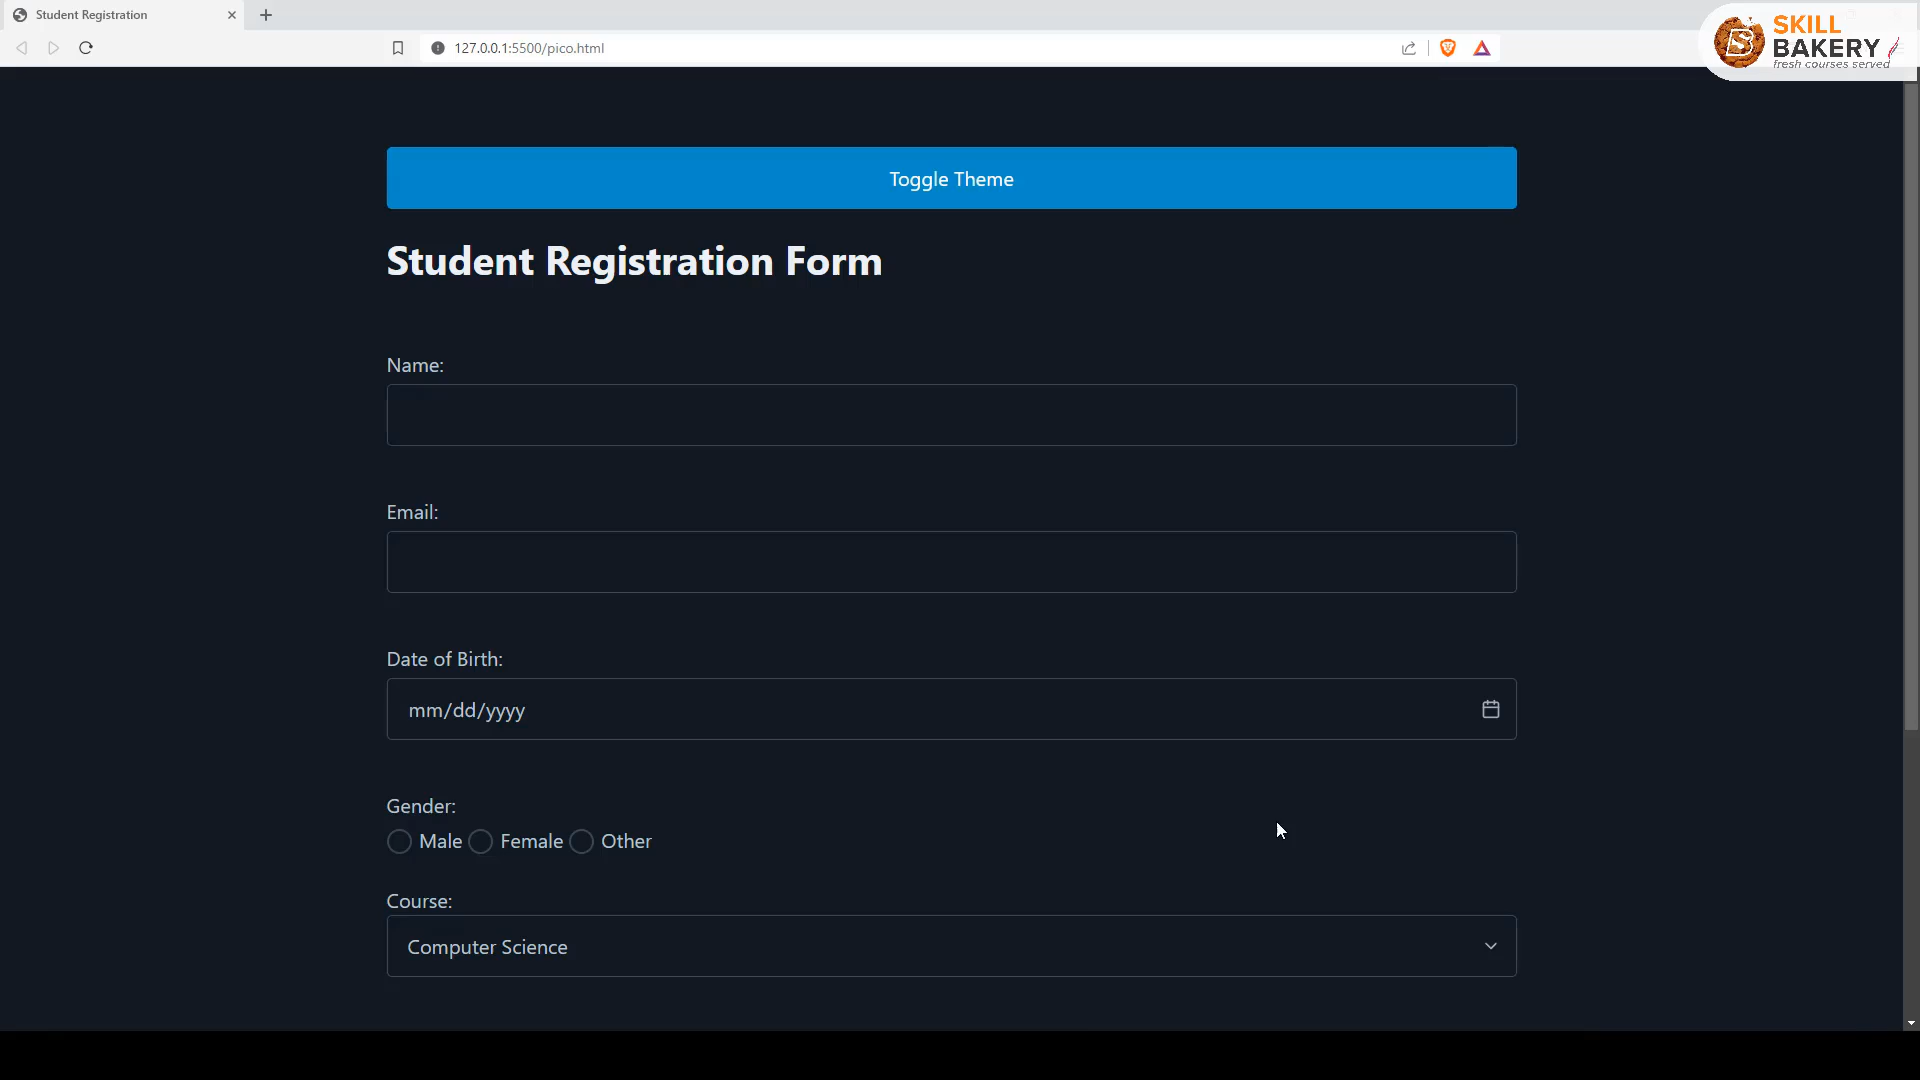 Student Registration
127.0.0.1:5500/pico.html
SKILL
BAKERY
fresh courses served
Toggle Theme
Student Registration Form
Name:
Email:
Date of Birth:
mm/dd/yyyy
Gender:
Male Female Other
Course:
Computer Science